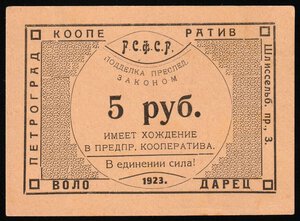 КООПЕ РАТИВ
Р.С.Ф.С.Р.
ПОДДЕЛКА ПРЕСЛЕД.
ЗАКОНОМ
ПЕТРОГРАД
Шлиссельб. пр., 3.
5 руб.
ИМЕЕТ ХОЖДЕНИЕ
В ПРЕДПР. КООПЕРАТИВА.
В единении сила!
1923.
ВОЛО ДАРЕЦ